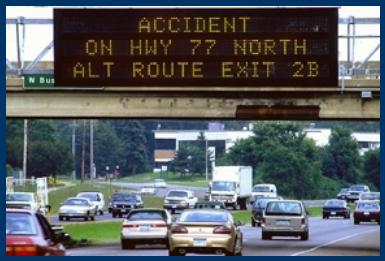 ACCIDENT
ON HWY 77 NORTH
ALT ROUTE EXIT 2B
N Bus